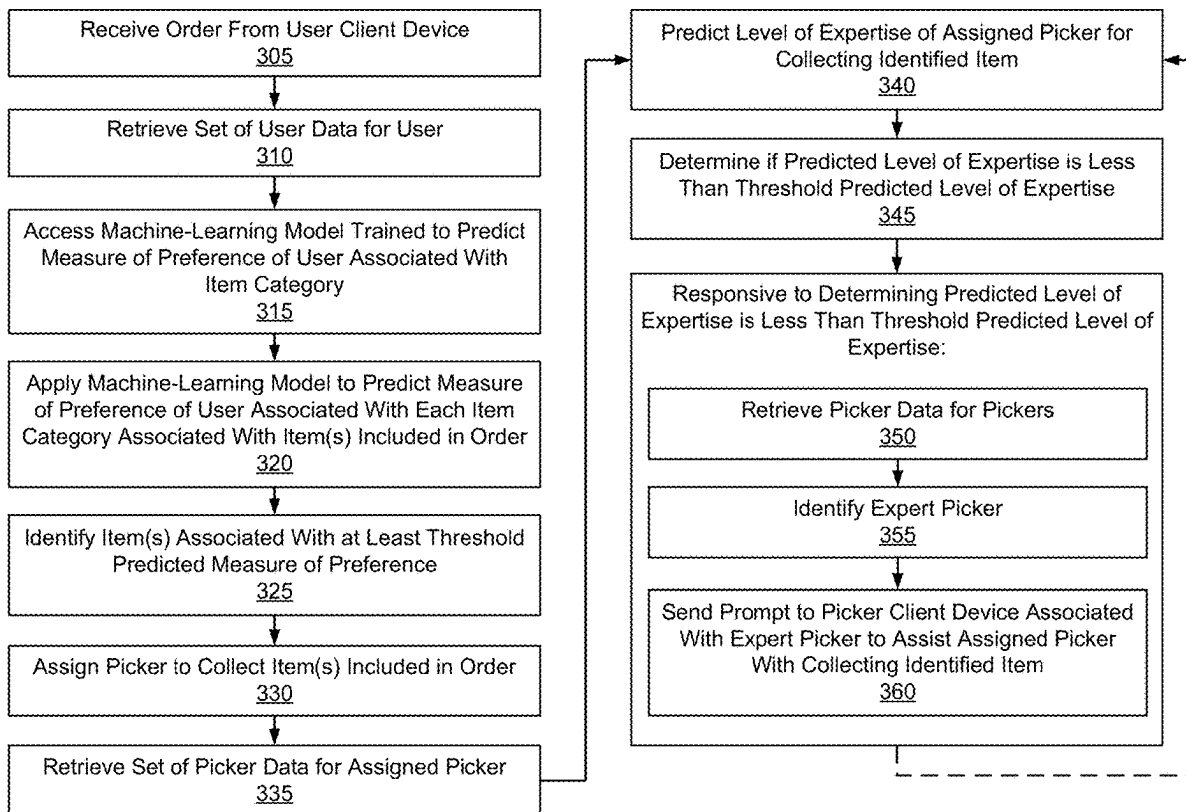 Receive Order From User Client Device
305
Retrieve Set of User Data for User
310
Access Machine-Learning Model Trained to Predict
Measure of Preference of User Associated With
Item Category
315
Apply Machine-Learning Model to Predict Measure
of Preference of User Associated With Each Item
Category Associated With Item(s) Included in Order
320
Identify Item(s) Associated With at Least Threshold
Predicted Measure of Preference
325
Assign Picker to Collect Item(s) Included in Order
330
Retrieve Set of Picker Data for Assigned Picker
335
Predict Level of Expertise of Assigned Picker for
Collecting Identified Item
340
Determine if Predicted Level of Expertise is Less
Than Threshold Predicted Level of Expertise
345
Responsive to Determining Predicted Level of
Expertise is Less Than Threshold Predicted Level of
Expertise:
Retrieve Picker Data for Pickers
350
Identify Expert Picker
355
Send Prompt to Picker Client Device Associated
With Expert Picker to Assist Assigned Picker
With Collecting Identified Item
360